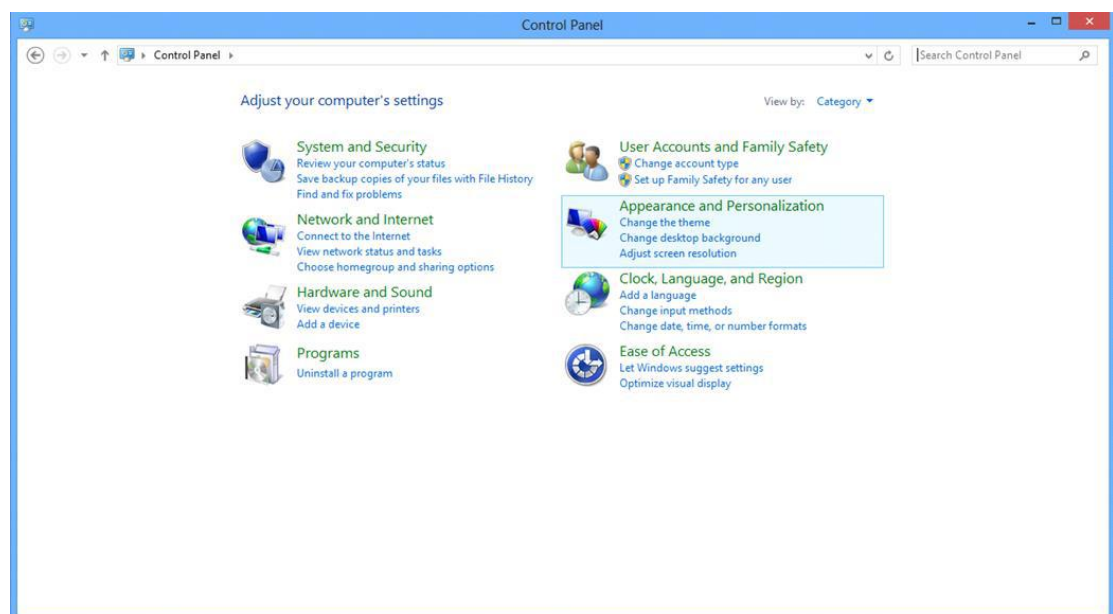 Control Panel
Control Panel
Search Control Panel
Adjust your computer's settings
View by: Category
System and Security
Review your computer's status
Save backup copies of your files with File History
Find and fix problems
Network and Internet
Connect to the Internet
View network status and tasks
Choose homegroup and sharing options
Hardware and Sound
View devices and printers
Add a device
Programs
Uninstall a program
User Accounts and Family Safety
Change account type
Set up Family Safety for any user
Appearance and Personalization
Change the theme
Change desktop background
Adjust screen resolution
Clock, Language, and Region
Add a language
Change input methods
Change date, time, or number formats
Ease of Access
Let Windows suggest settings
Optimize visual display